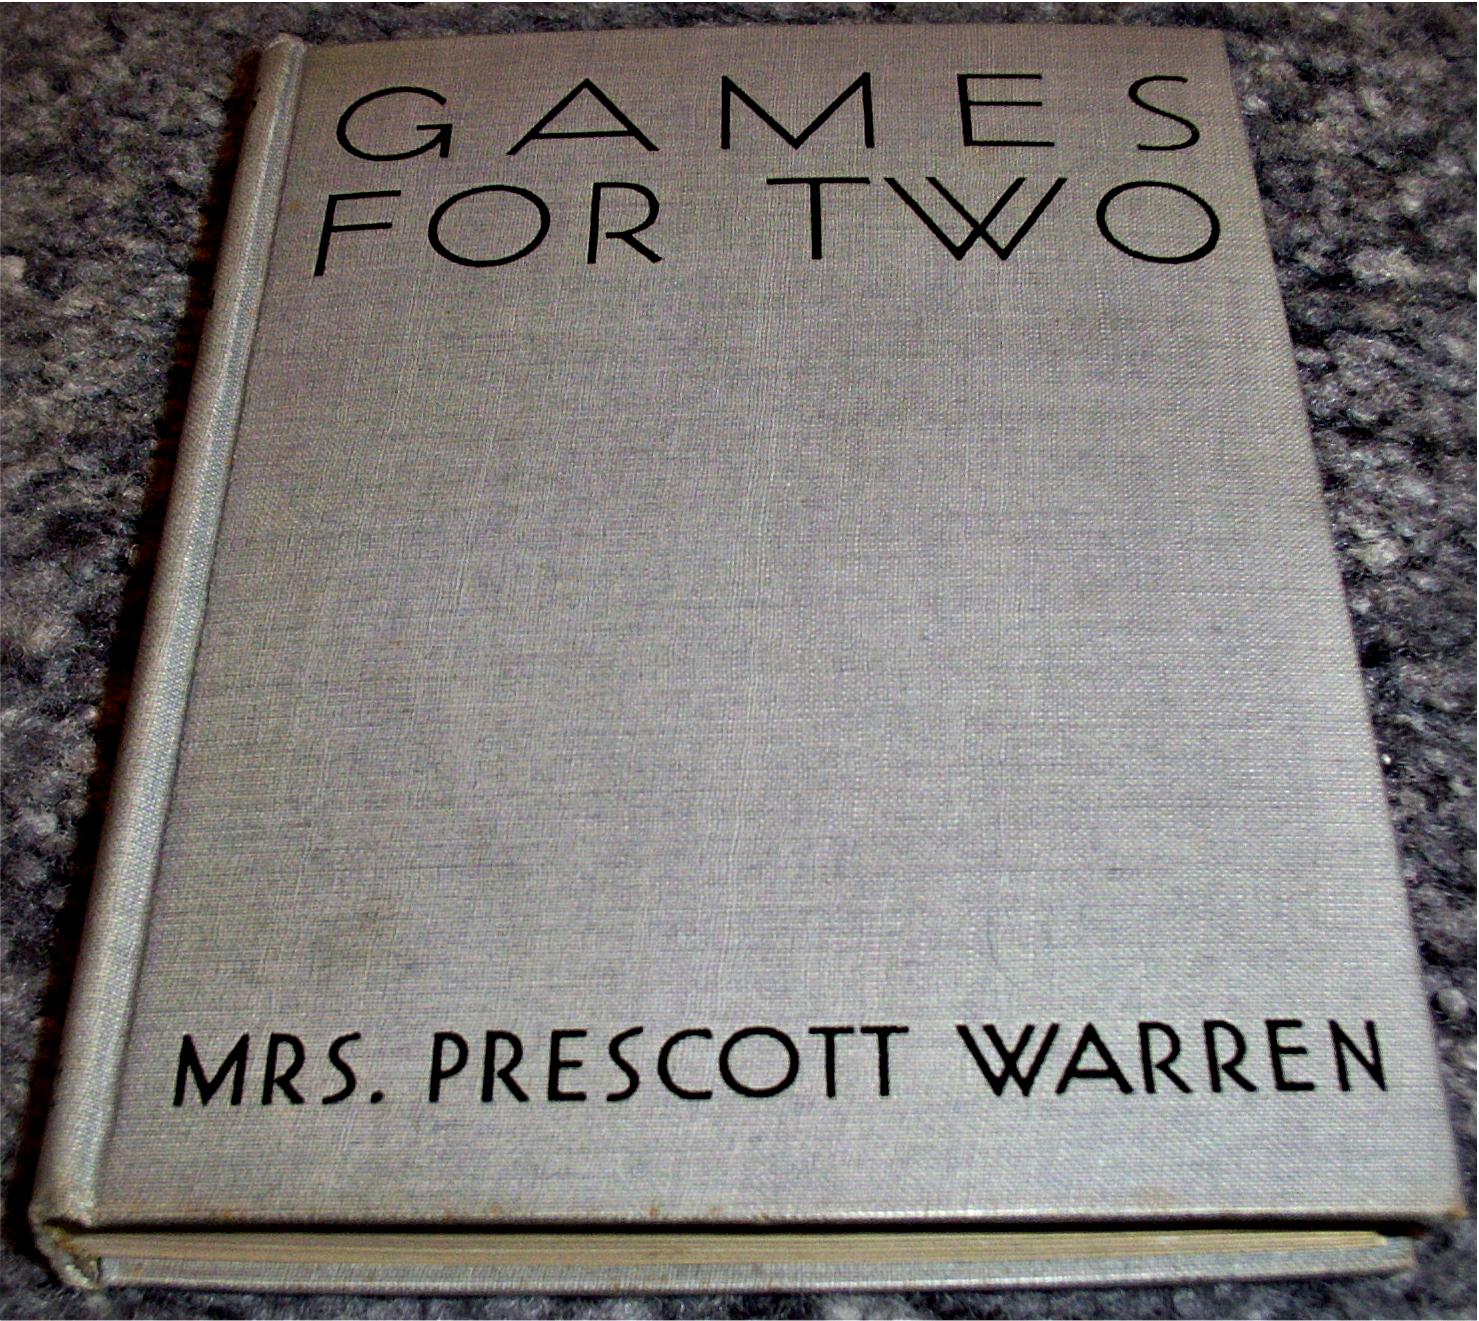 GAMES
FOR TWO
MRS. PRESCOTT WARREN